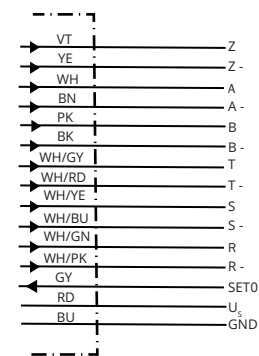 VT Z
YE Z -
WH A
BN A -
PK B
BK B -
WH/GY T
WH/RD T -
WH/YE S
WH/BU S -
WH/GN R
WH/PK R -
GY SET0
RD Us
BU GND